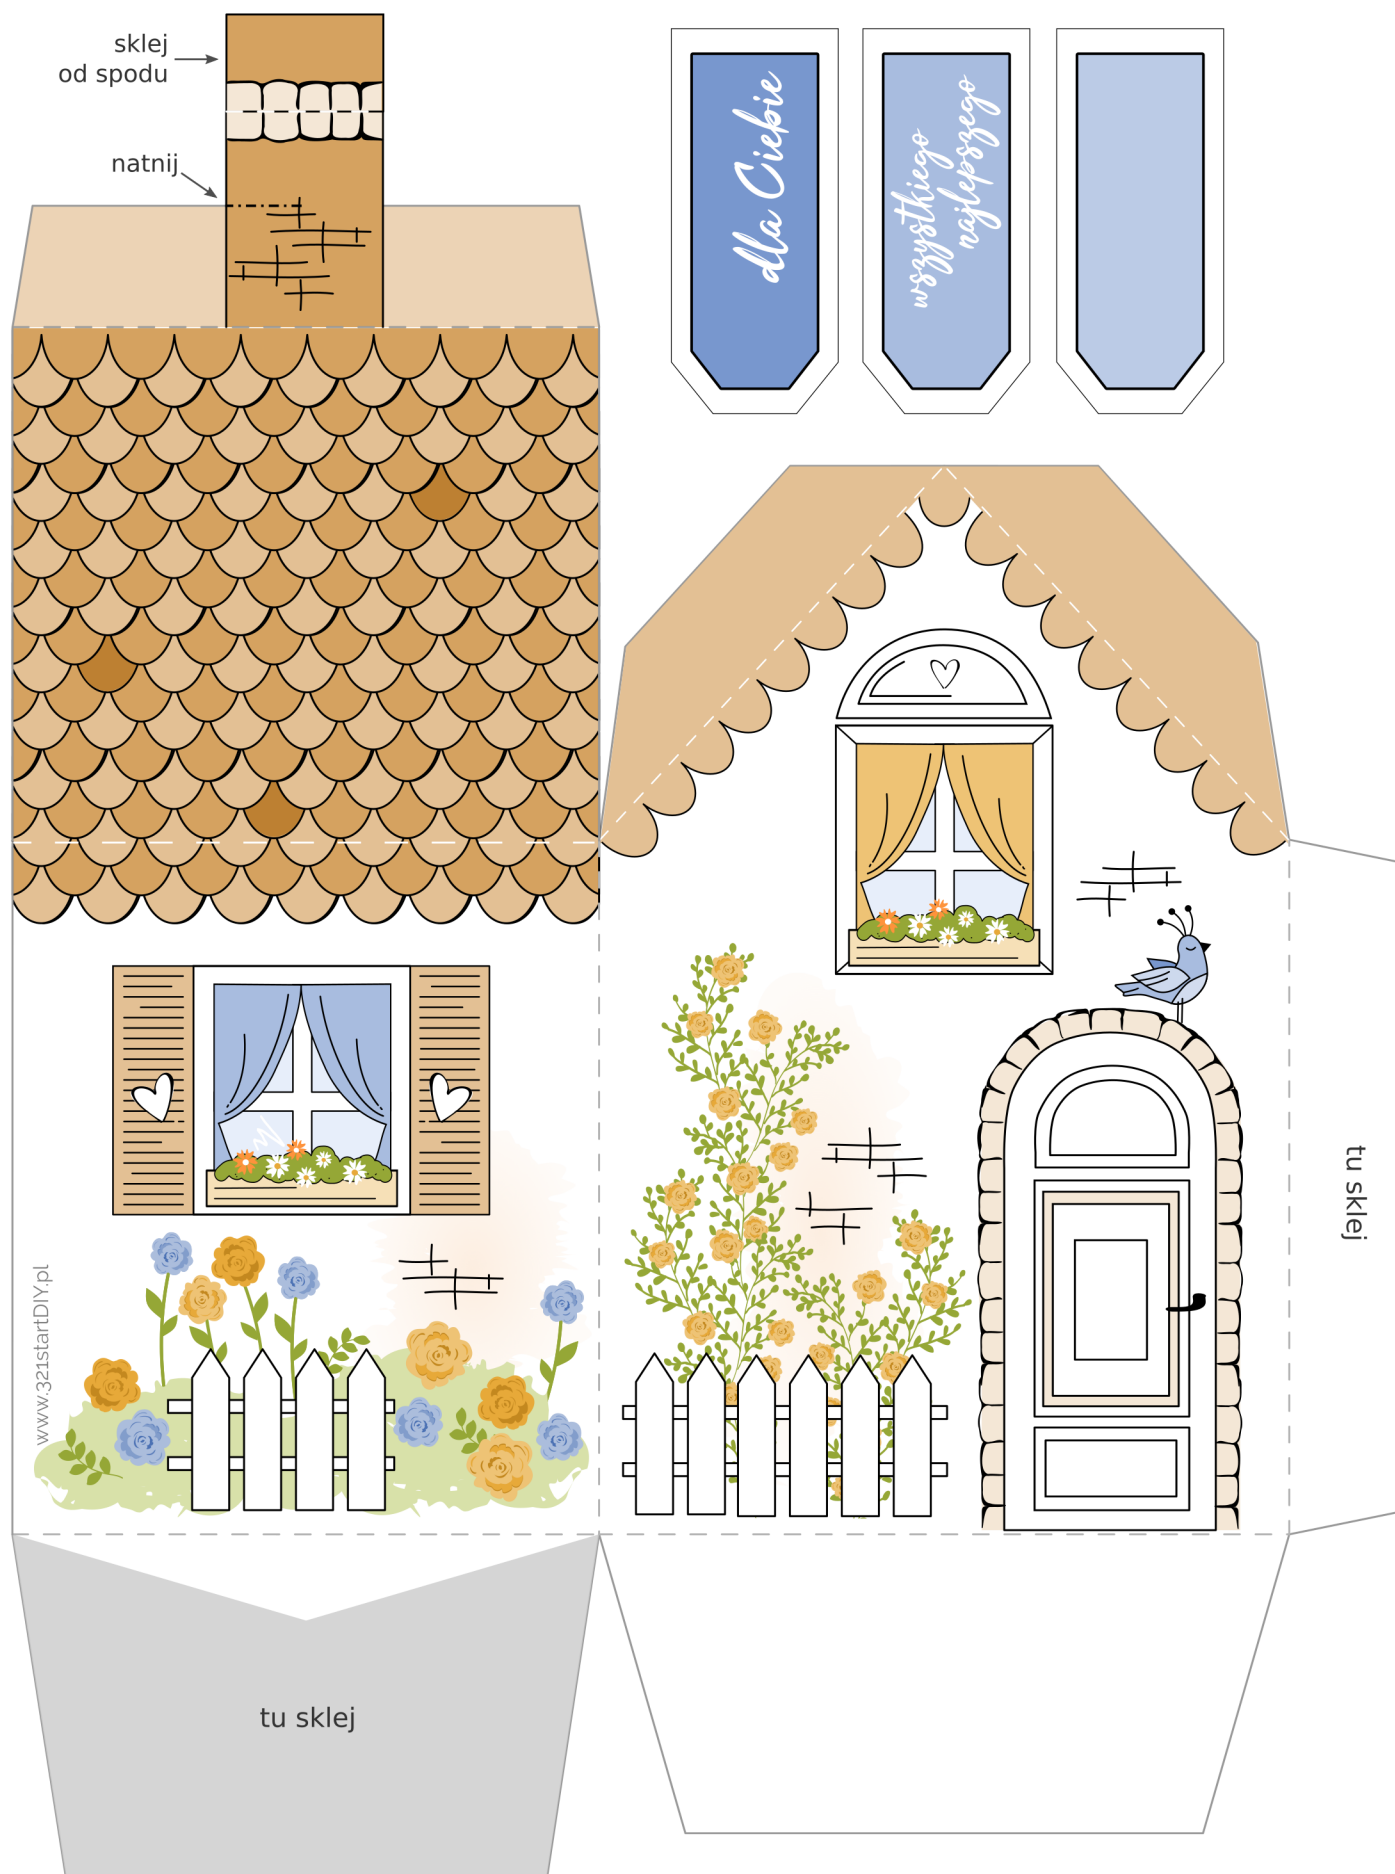 sklej
od spodu
natnij
dla Ciebie
wszystkiego
najlepszego
tu sklej
www.321startDIY.pl
tu sklej